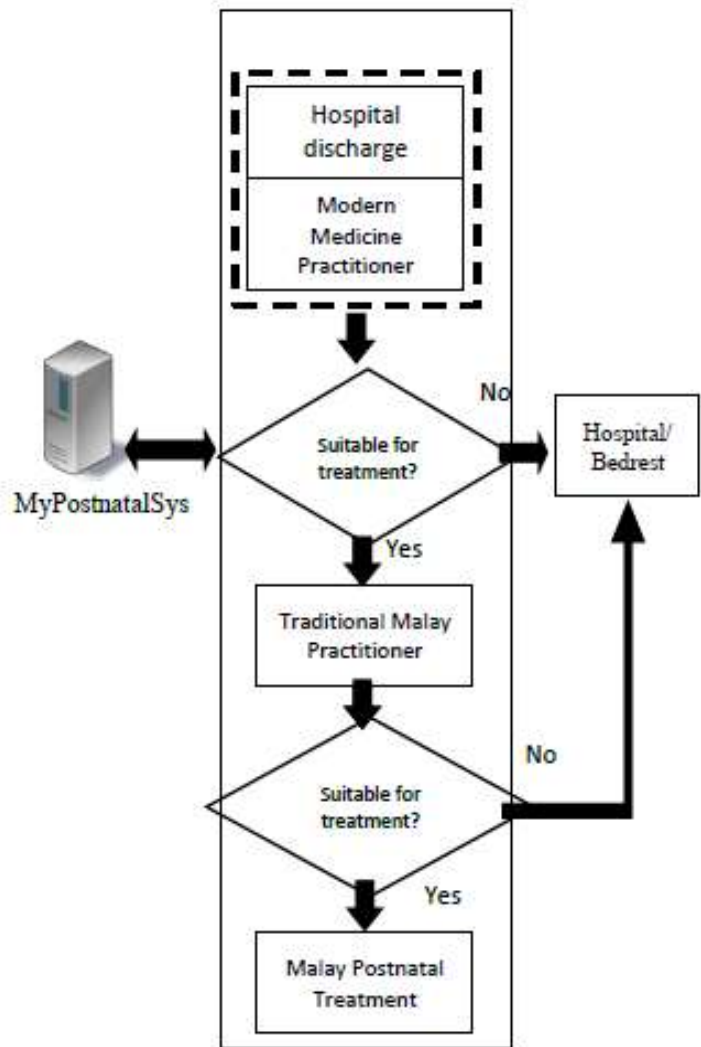 Hospital
discharge
Modern
Medicine
Practitioner
No
Suitable for
treatment?
Hospital/
Bedrest
MyPostnatalSys
Yes
Traditional Malay
Practitioner
No
Suitable for
treatment?
Yes
Malay Postnatal
Treatment